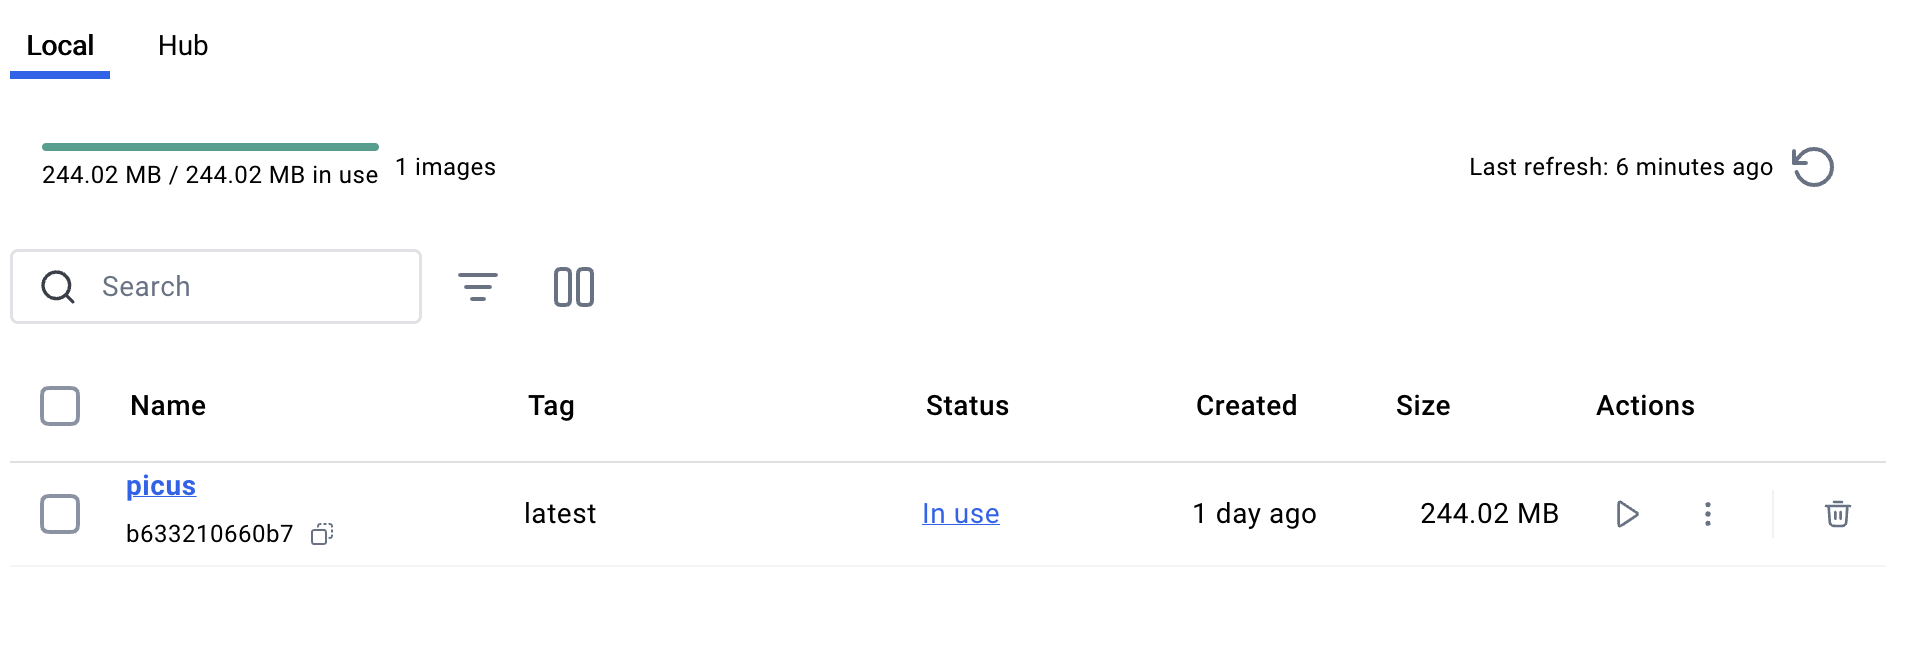 Local Hub
244.02 MB / 244.02 MB in use 1 images Last refresh: 6 minutes ago
Search
Name Tag Status Created Size Actions
picus
latest In use 1 day ago 244.02 MB
b633210660b7